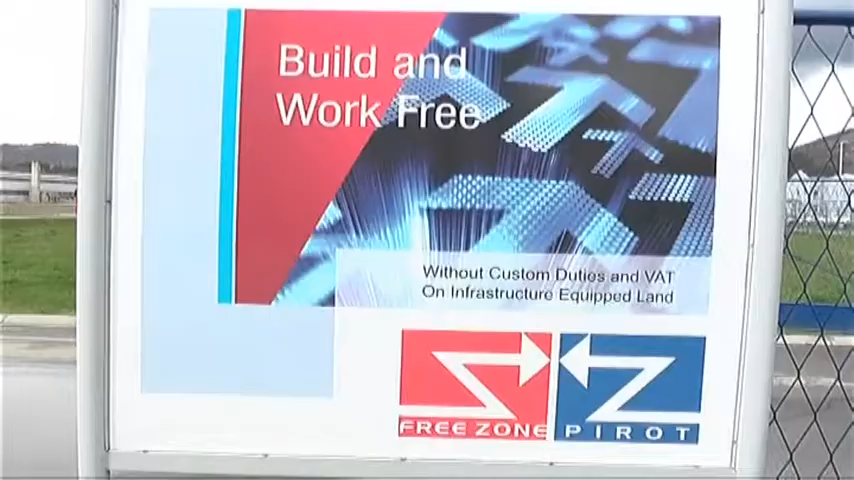 Build and
Work Free
Without Custom Duties and VAT
On Infrastructure Equipped Land
FREE ZONE PIROT